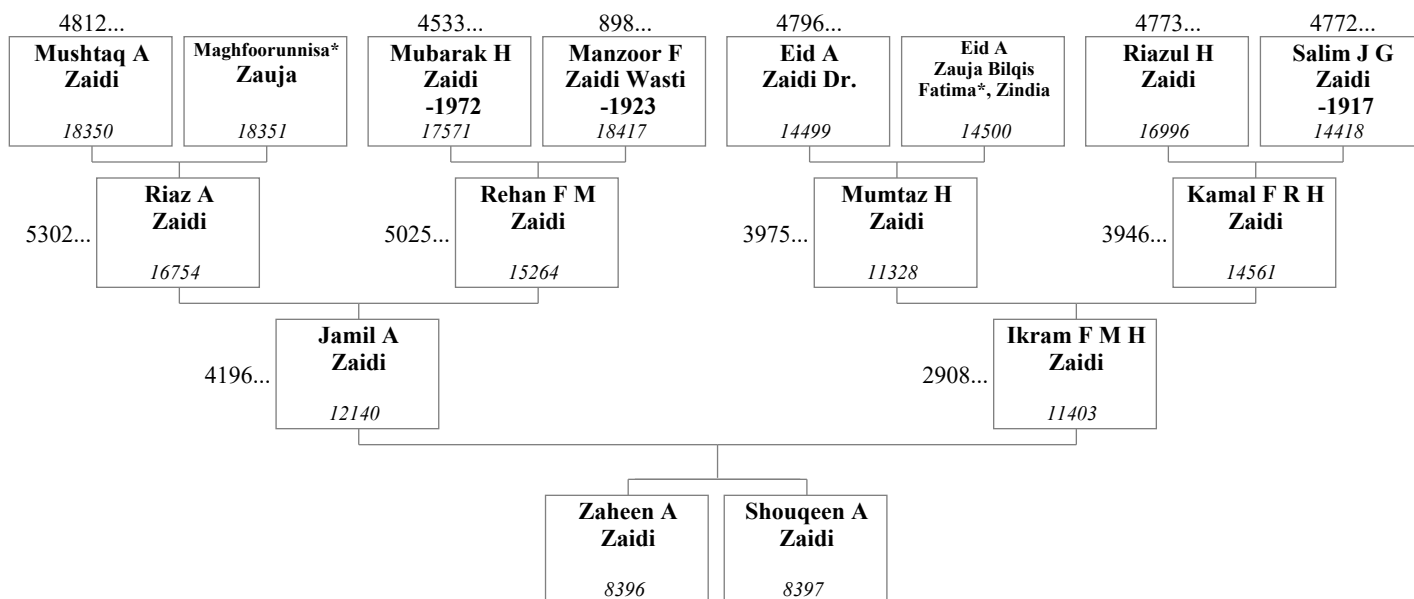 4812...
4533...
898...
4796...
4773...
4772...
Mushtaq A
Zaidi
18350
Maghfoorunnisa*
Zauja
18351
Mubarak H
Zaidi
-1972
17571
Manzoor F
Zaidi Wasti
-1923
18417
Eid A
Zaidi Dr.
14499
Eid A
Zauja Bilqis
Fatima*, Zindia
14500
Riazul H
Zaidi
16996
Salim J G
Zaidi
-1917
14418
5302...
Riaz A
Zaidi
16754
5025...
Rehan F M
Zaidi
15264
3975...
Mumtaz H
Zaidi
11328
3946...
Kamal F R H
Zaidi
14561
4196...
Jamil A
Zaidi
12140
2908...
Ikram F M H
Zaidi
11403
Zaheen A
Zaidi
8396
Shouqeen A
Zaidi
8397